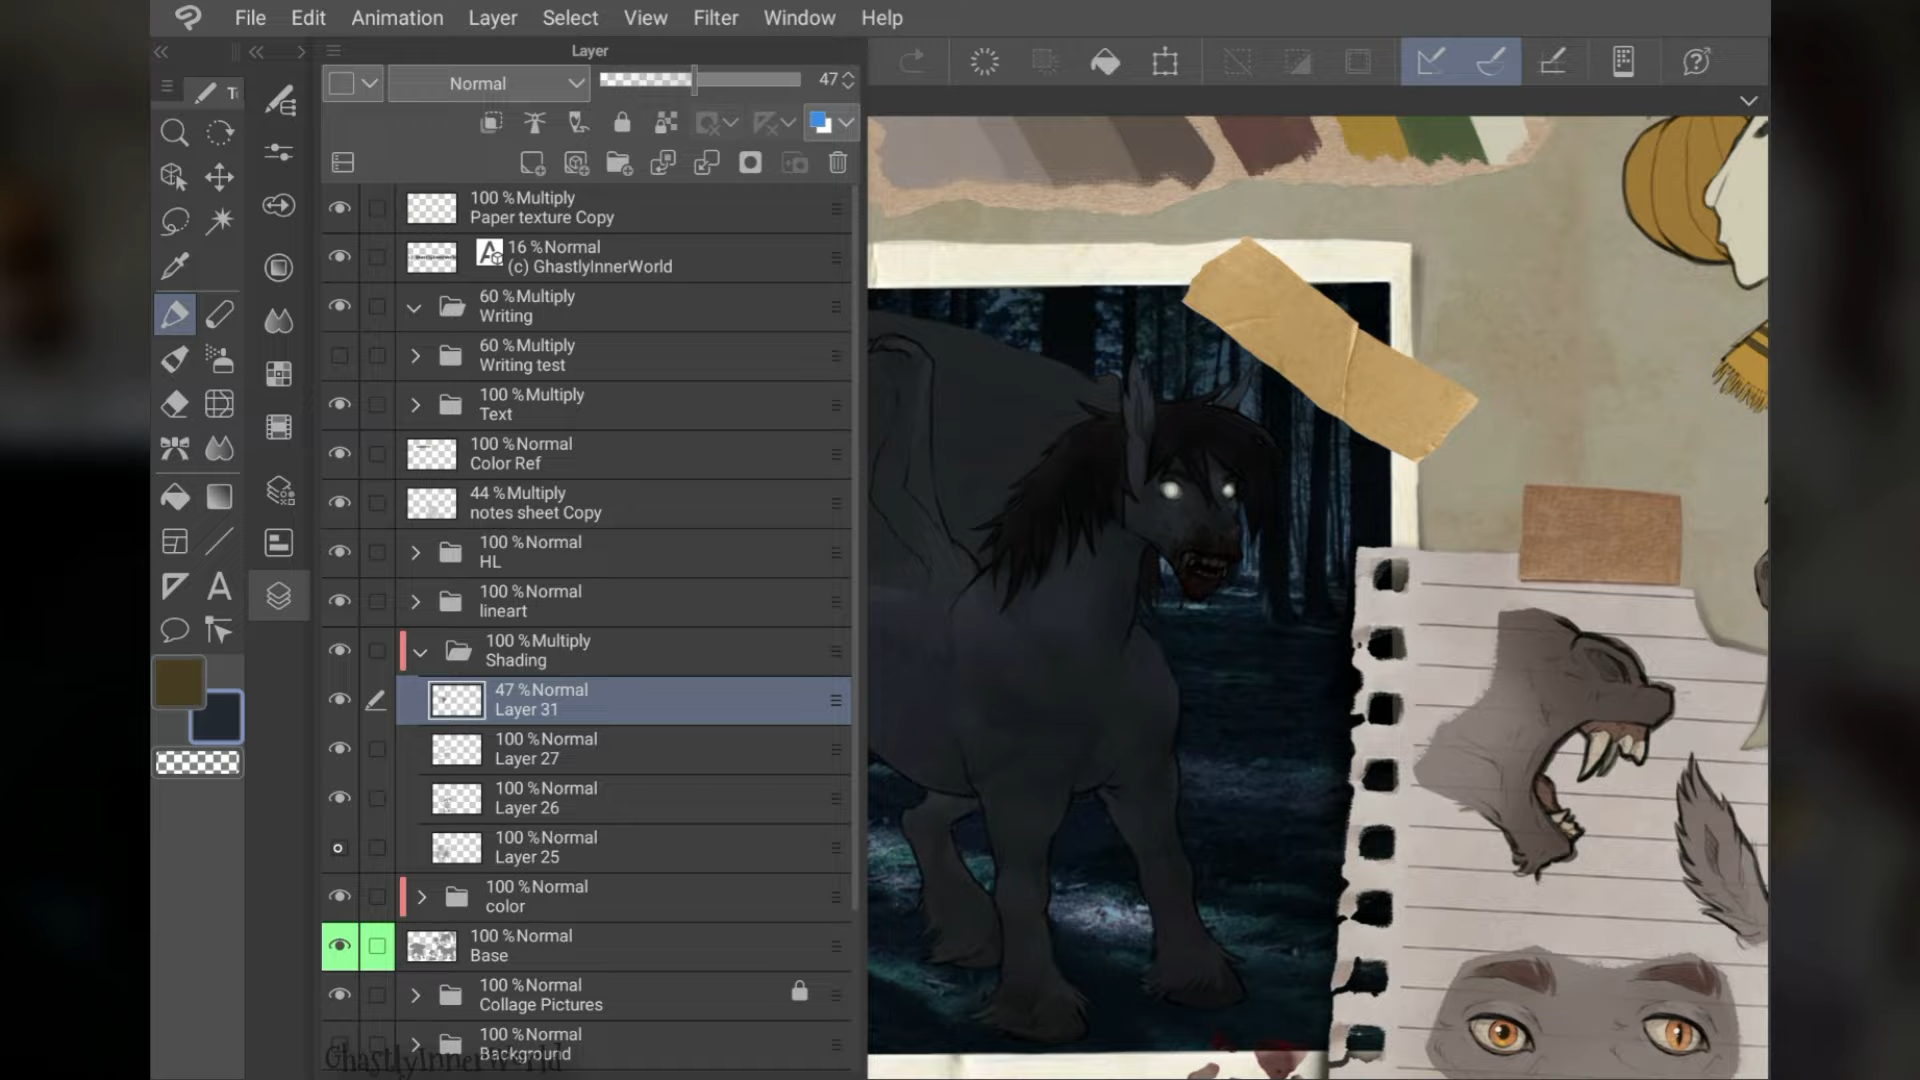 File Edit Animation Layer Select View Filter Window Help
Layer
Normal 47
100 %Multiply
Paper texture Copy
16 %Normal
(c) GhastlyInnerWorld
60 %Multiply
Writing
60 %Multiply
Writing test
100 %Multiply
Text
100 %Normal
Color Ref
44 %Multiply
notes sheet Copy
100 %Normal
HL
100 %Normal
lineart
100 %Multiply
Shading
47 %Normal
Layer 31
100 %Normal
Layer 27
100 %Normal
Layer 26
100 %Normal
Layer 25
100 %Normal
color
100 %Normal
Base
100 %Normal
Collage Pictures
100 %Normal
Background
GhastlyInnerWorld